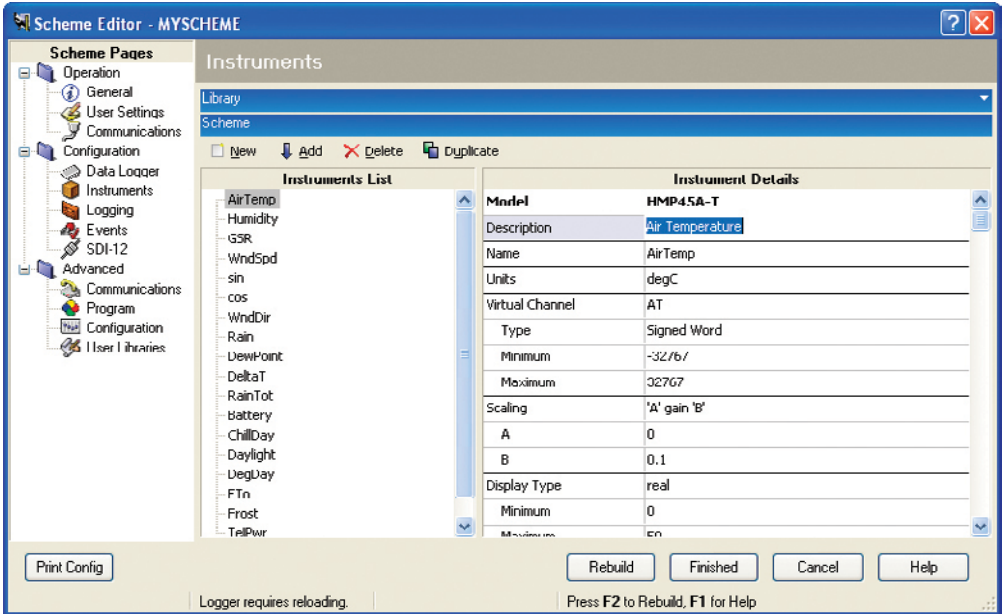 Scheme Editor - MYSCHEME
Scheme Pages
Operation
General
User Settings
Communications
Configuration
Data Logger
Instruments
Logging
Events
SDI-12
Advanced
Communications
Program
Configuration
User Libraries
Instruments
Library
Scheme
New Add Delete Duplicate
Instruments List
AirTemp
Humidity
GSR
WndSpd
sin
cos
WndDir
Rain
DewPoint
DeltaT
RainTot
Battery
ChillDay
Daylight
DegDay
ETo
Frost
TelPwr
Instrument Details
Model HMP45A-T
Description Air Temperature
Name AirTemp
Units degC
Virtual Channel AT
Type Signed Word
Minimum -32767
Maximum 32767
Scaling 'A' gain 'B'
A 0
B 0.1
Display Type real
Minimum 0
Maximum 50
Print Config Rebuild Finished Cancel Help
Logger requires reloading. Press F2 to Rebuild, F1 for Help